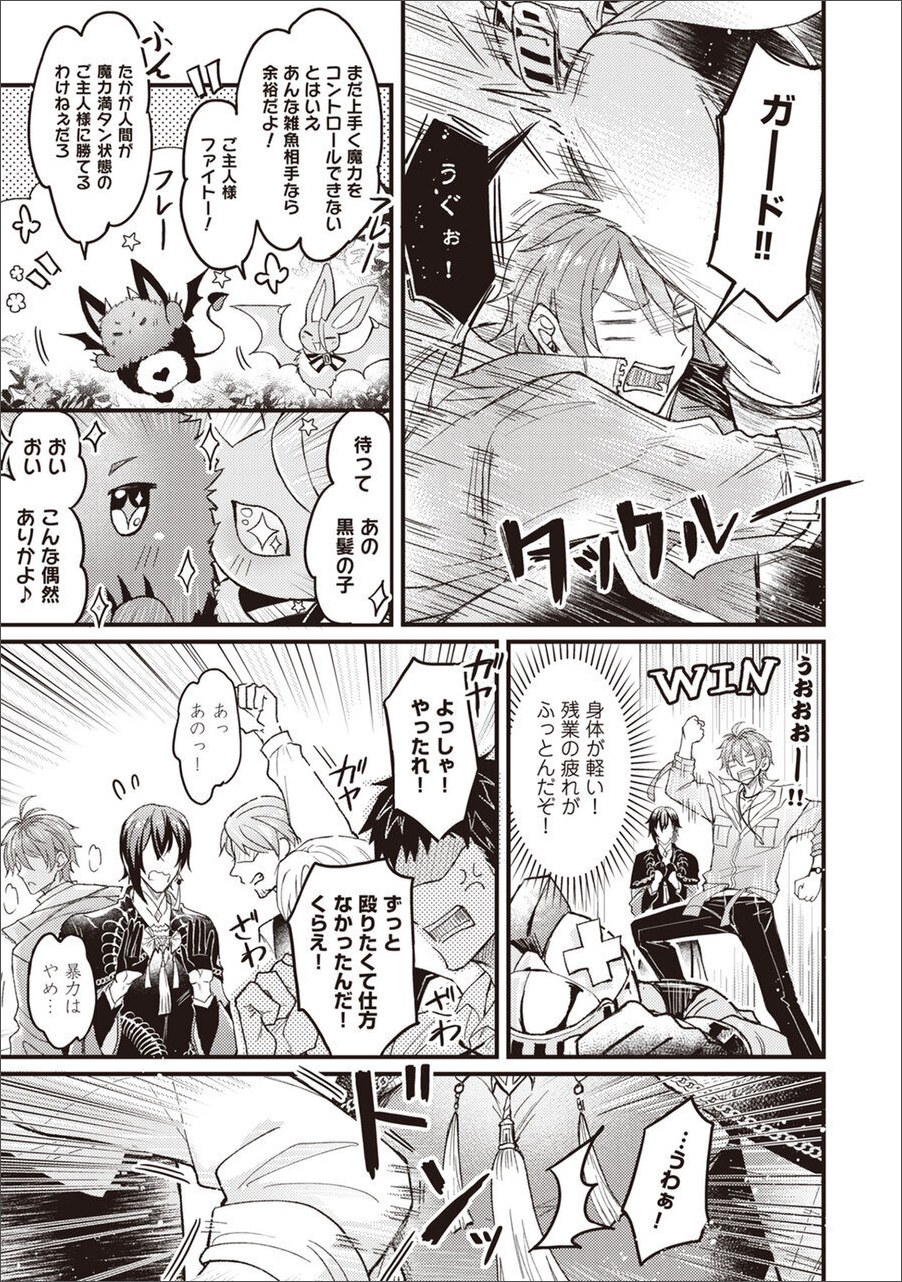 ガード!!
うぐぉ！
タックルー
まだ上手く魔力を
コントロールできない
とはいえ
あんな雑魚相手なら
余裕だよ！
ご主人様
ファイトー！
フレー
フレー
ふん
たかが人間が
魔力満タン状態の
ご主人様に勝てる
わけねぇだろ
待って あの
黒髪の子
おい
おい こんな偶然
ありかよ♪
うぉぉぉー!!
WIN
身体が軽い！
残業の疲れが
ふっとんだぞ！
よっしゃ！
やったれ！
ガヤ
ガヤ
ずっと
殴りたくて仕方
なかったんだ！
くらえ！
ざわ
ざわ
あっ
あのっ！
暴力は
やめ…
…うわぁ！
ドン